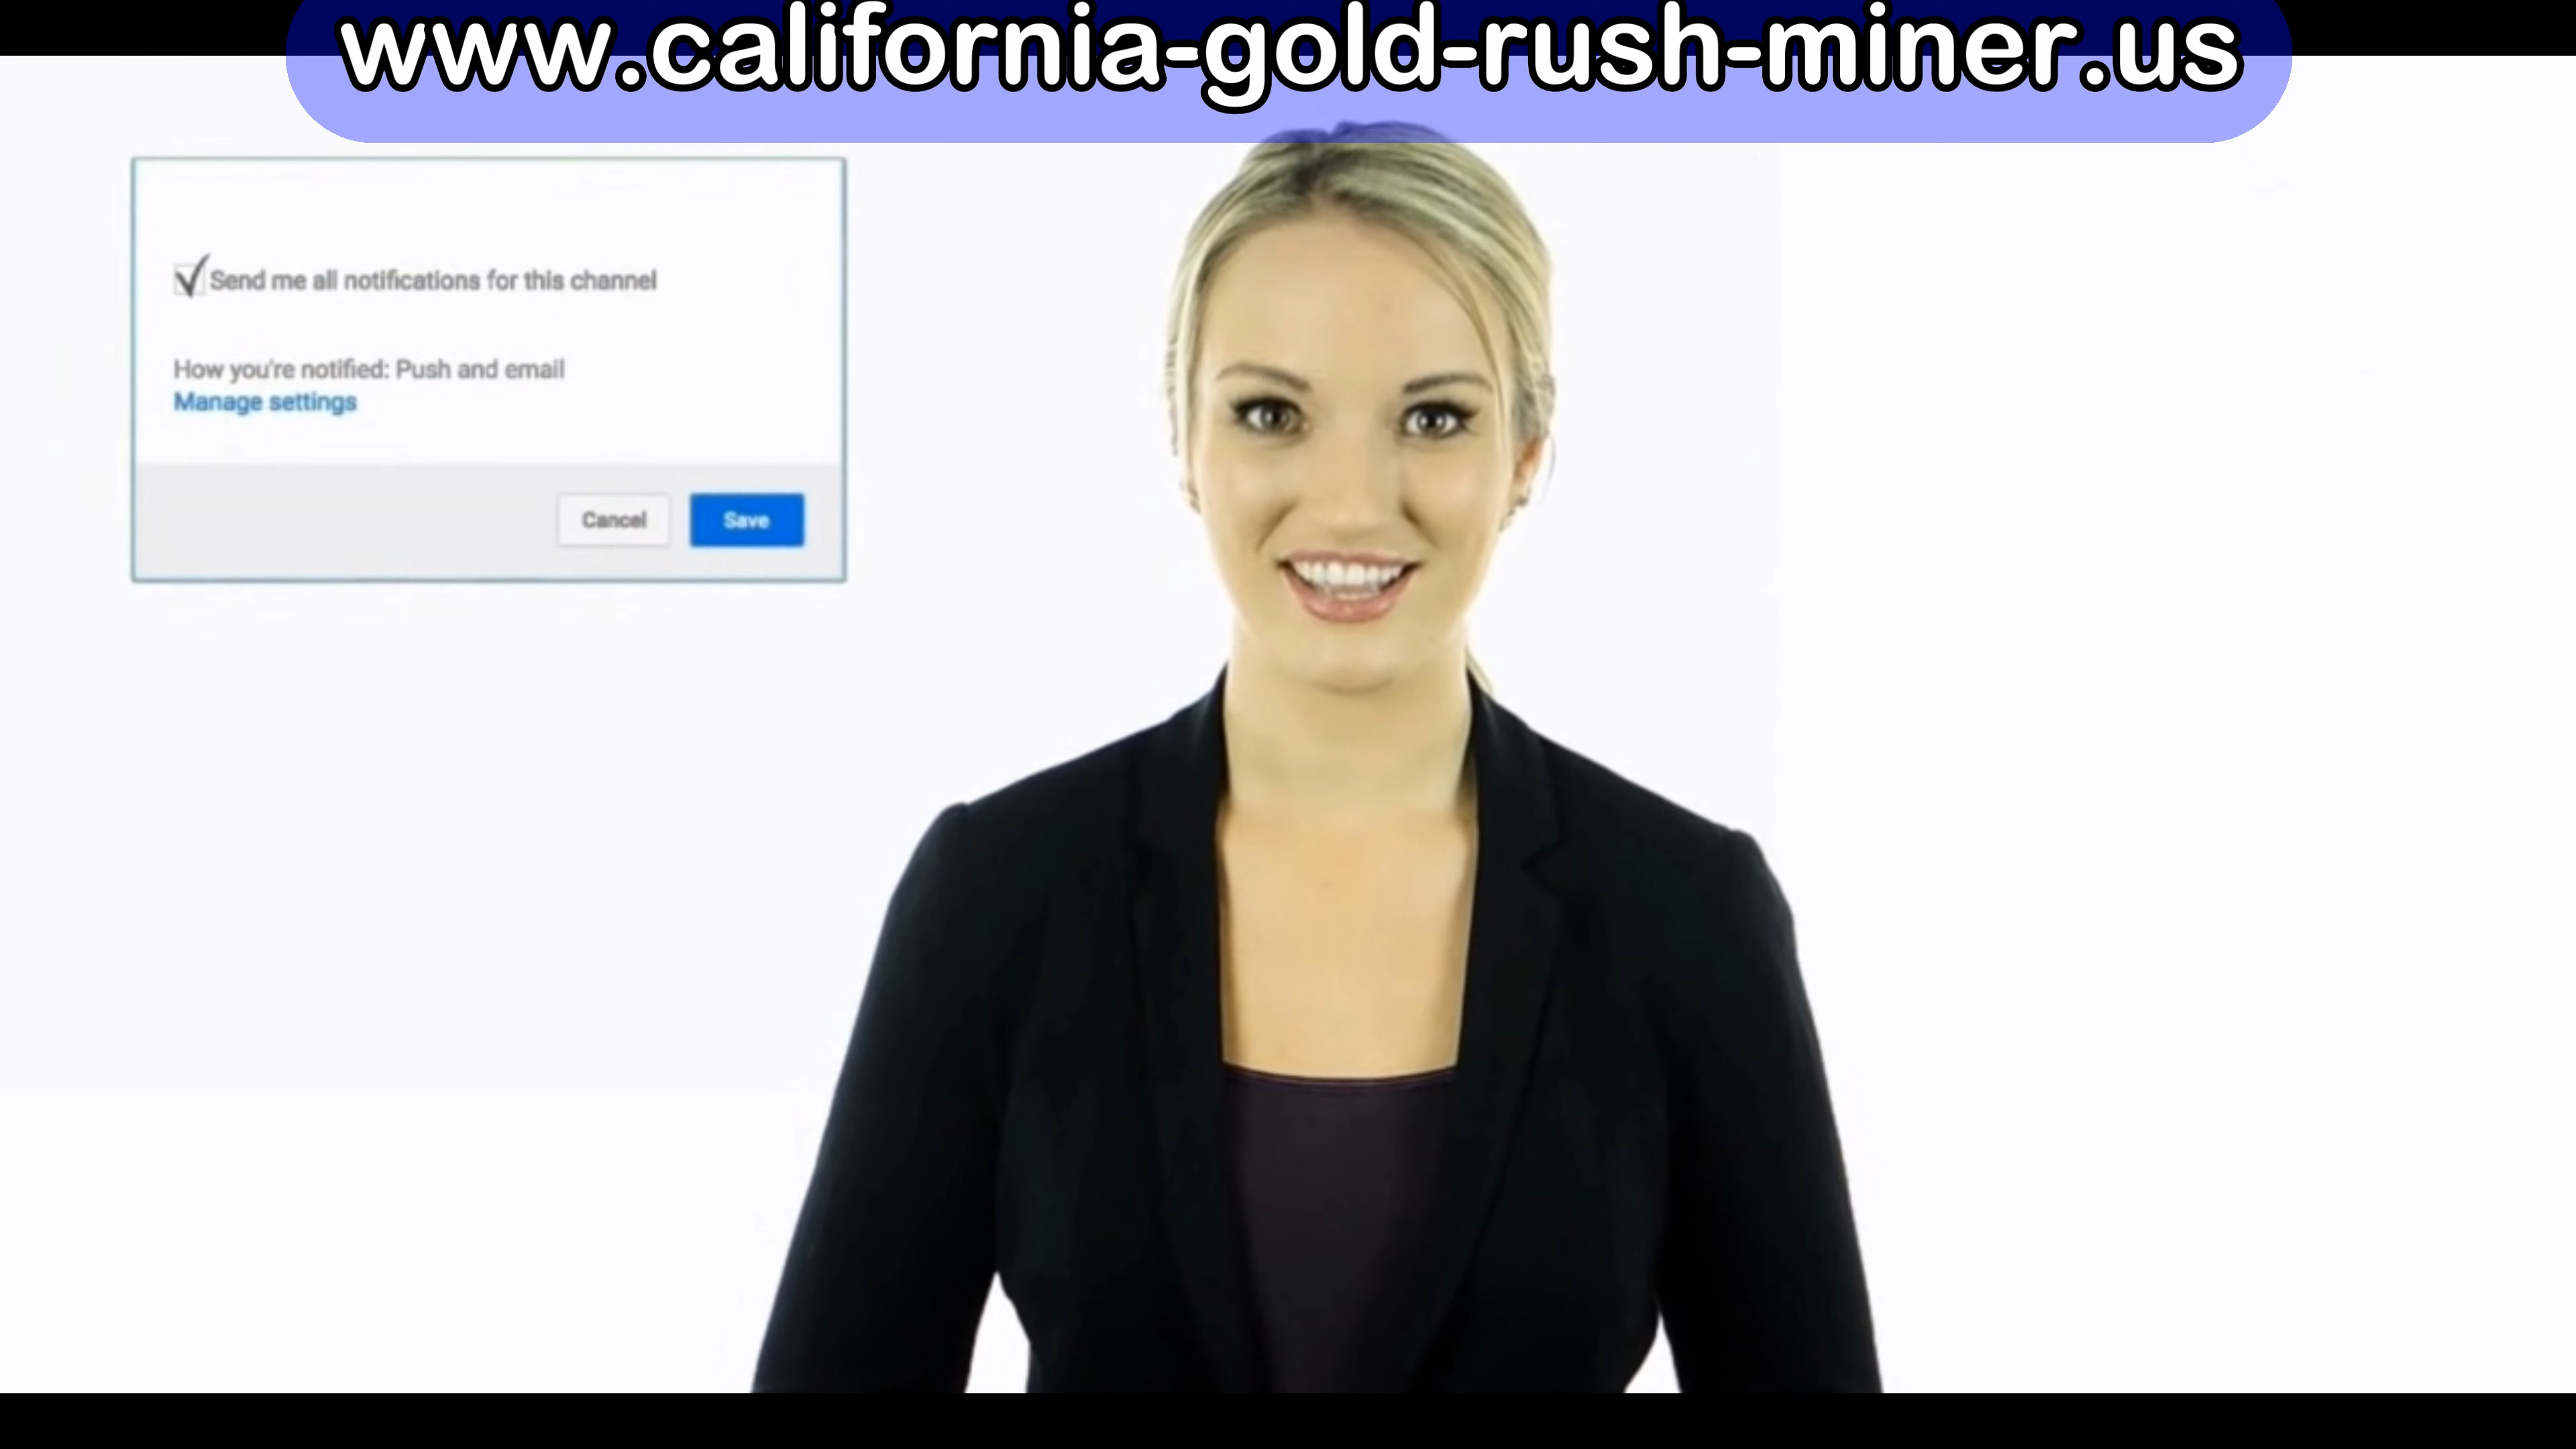 www.california-gold-rush-miner.us
Send me all notifications for this channel
How you're notified: Push and email
Manage settings
Cancel
Save